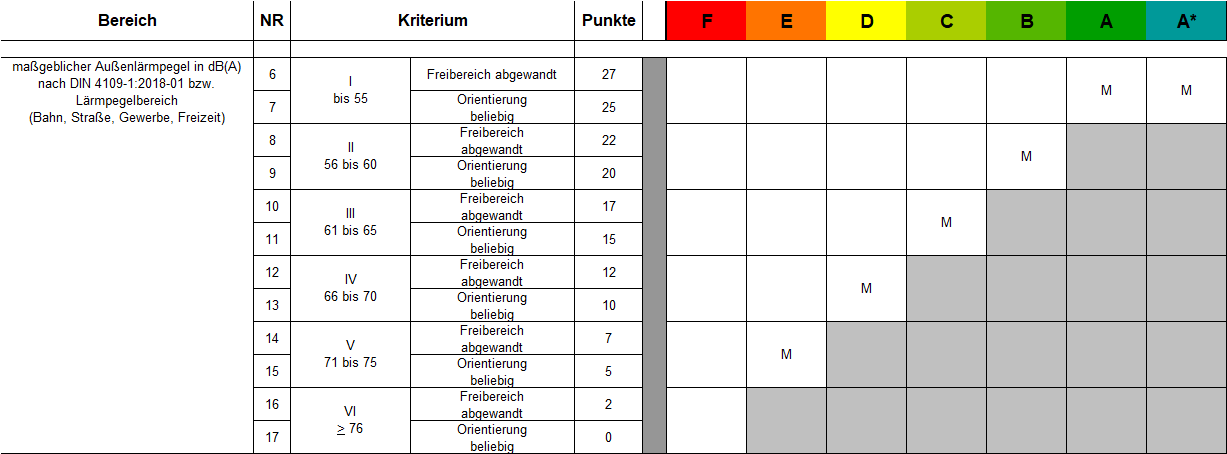 Bereich NR Kriterium Punkte F E D C B A A*
maßgeblicher Außenlärmpegel in dB(A)
nach DIN 4109-1:2018-01 bzw.
Lärmpegelbereich
(Bahn, Straße, Gewerbe, Freizeit)
6
I
bis 55
Freibereich abgewandt
27
M M
7
Orientierung
beliebig
25
8
II
56 bis 60
Freibereich
abgewandt
22
M
9
Orientierung
beliebig
20
10
III
61 bis 65
Freibereich
abgewandt
17
M
11
Orientierung
beliebig
15
12
IV
66 bis 70
Freibereich
abgewandt
12
M
13
Orientierung
beliebig
10
14
V
71 bis 75
Freibereich
abgewandt
7
M
15
Orientierung
beliebig
5
16
VI
≥ 76
Freibereich
abgewandt
2
17
Orientierung
beliebig
0